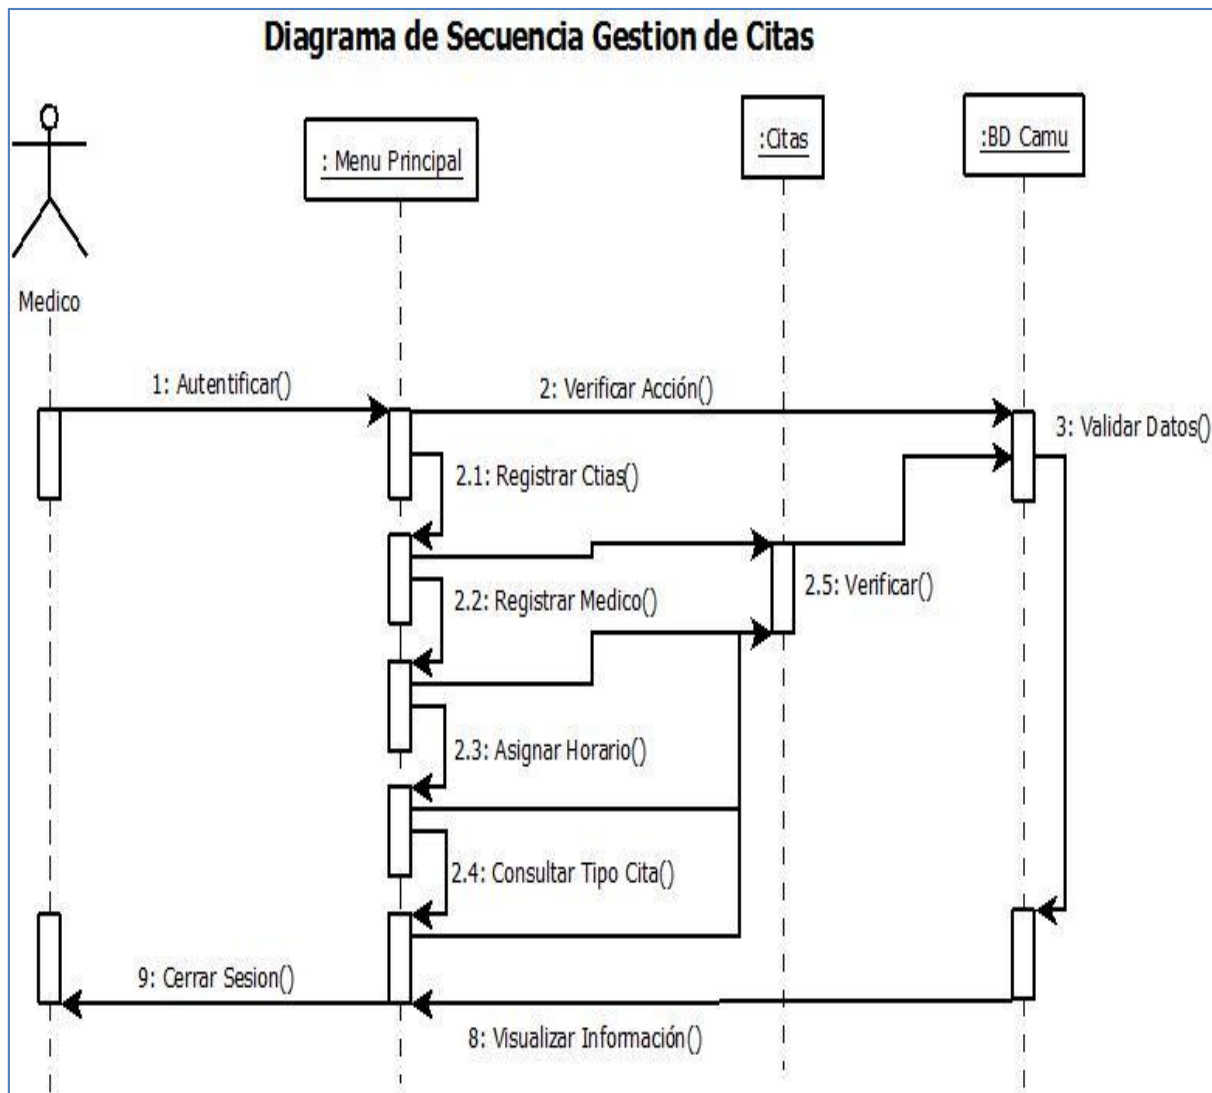 Diagrama de Secuencia Gestion de Citas
: Menu Principal
:Citas
:BD Camu
Medico
1: Autentificar()
2: Verificar Acción()
3: Validar Datos()
2.1: Registrar Ctias()
2.5: Verificar()
2.2: Registrar Medico()
2.3: Asignar Horario()
2.4: Consultar Tipo Cita()
9: Cerrar Sesion()
8: Visualizar Información()